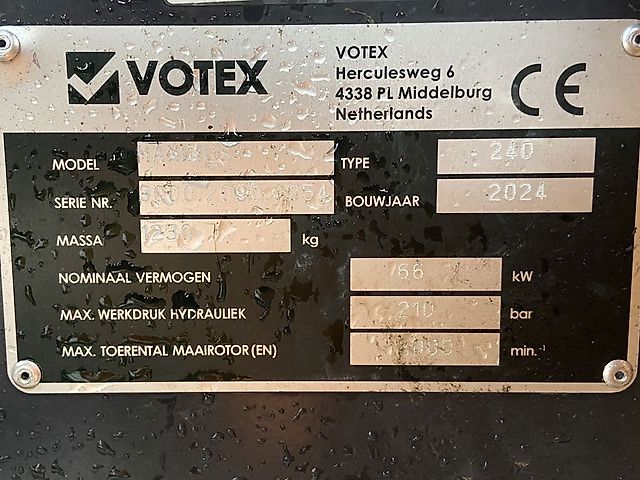 VOTEX
VOTEX
Herculesweg 6
4338 PL Middelburg
Netherlands
CE
MODEL
TYPE 240
SERIE NR.
BOUWJAAR 2024
MASSA 1230 kg
NOMINAAL VERMOGEN 66 kW
MAX. WERKDRUK HYDRAULIEK 210 bar
MAX. TOERENTAL MAAIROTOR (EN) min.